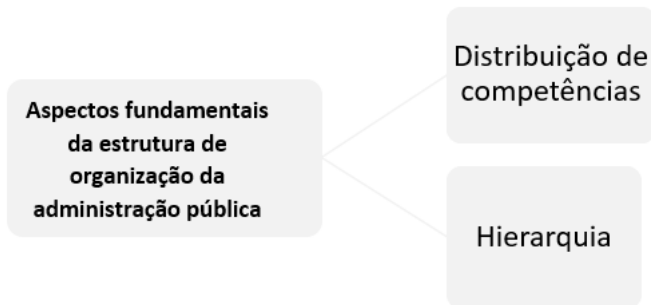 Aspectos fundamentais
da estrutura de
organização da
administração pública
Distribuição de
competências
Hierarquia